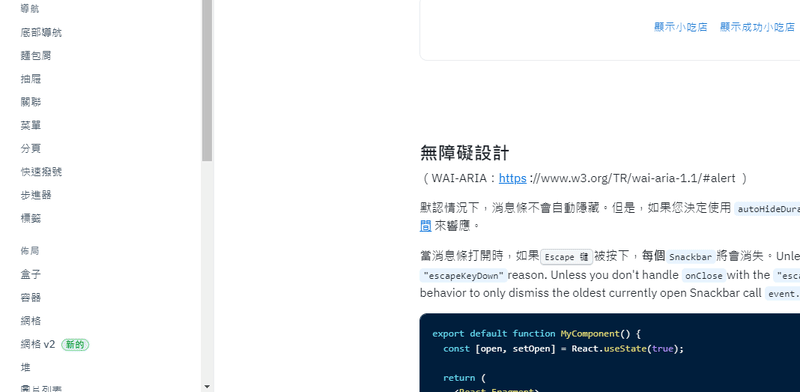 導航
底部導航
麵包屑
抽屜
關聯
菜單
分頁
快速撥號
步進器
標籤
佈局
盒子
容器
網格
網格 v2 新的
堆
圖片列表
顯示小吃店 顯示成功小吃店
無障礙設計
（WAI-ARIA：https ://www.w3.org/TR/wai-aria-1.1/#alert ）
默認情況下，消息條不會自動隱藏。但是，如果您決定使用 autoHideDura
間 來響應。
當消息條打開時，如果 Escape 鍵 被按下，每個 Snackbar 將會消失。Unle
"escapeKeyDown" reason. Unless you don't handle onClose with the "esca
behavior to only dismiss the oldest currently open Snackbar call event.
export default function MyComponent() {
const [open, setOpen] = React.useState(true);
return (
<React.Fragment>